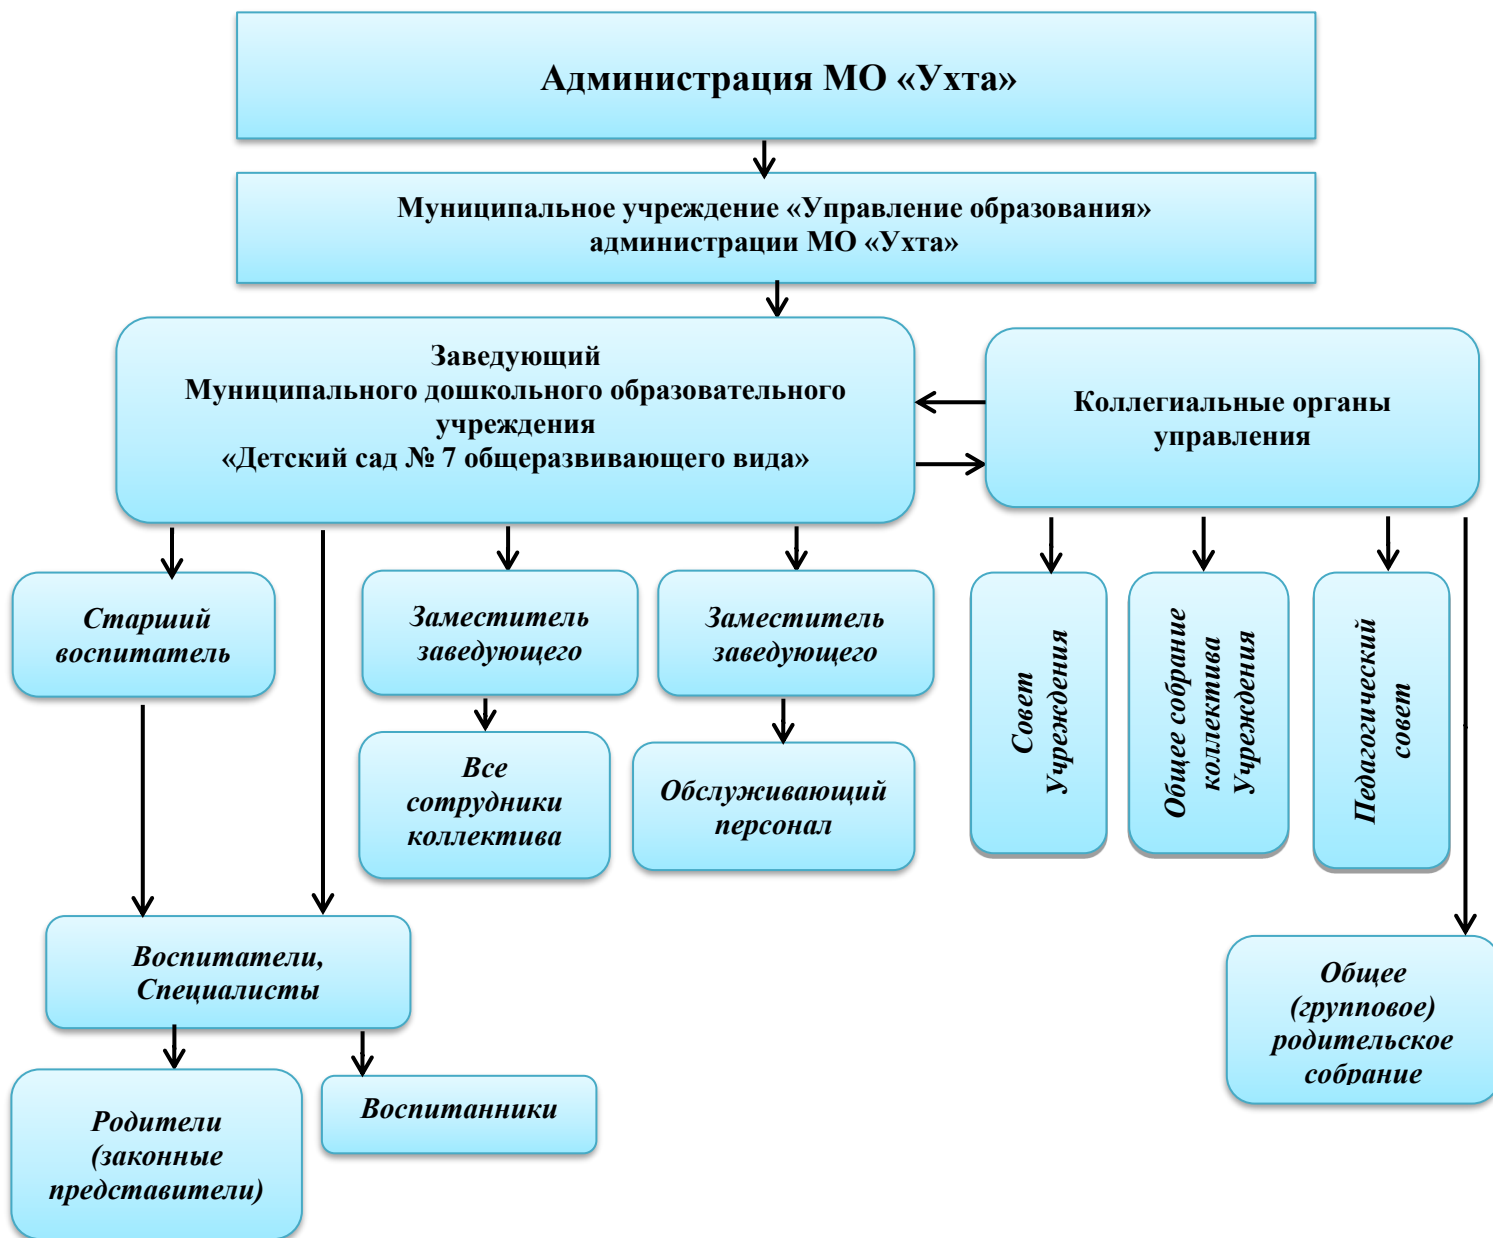 Администрация МО «Ухта»
Муниципальное учреждение «Управление образования»
администрации МО «Ухта»
Заведующий
Муниципального дошкольного образовательного
учреждения
«Детский сад № 7 общеразвивающего вида»
Коллегиальные органы
управления
Старший
воспитатель
Заместитель
заведующего
Заместитель
заведующего
Совет
Учреждения
Общее собрание
коллектива
Учреждения
Педагогический
совет
Все
сотрудники
коллектива
Обслуживающий
персонал
Воспитатели,
Специалисты
Общее
(групповое)
родительское
собрание
Родители
(законные
представители)
Воспитанники